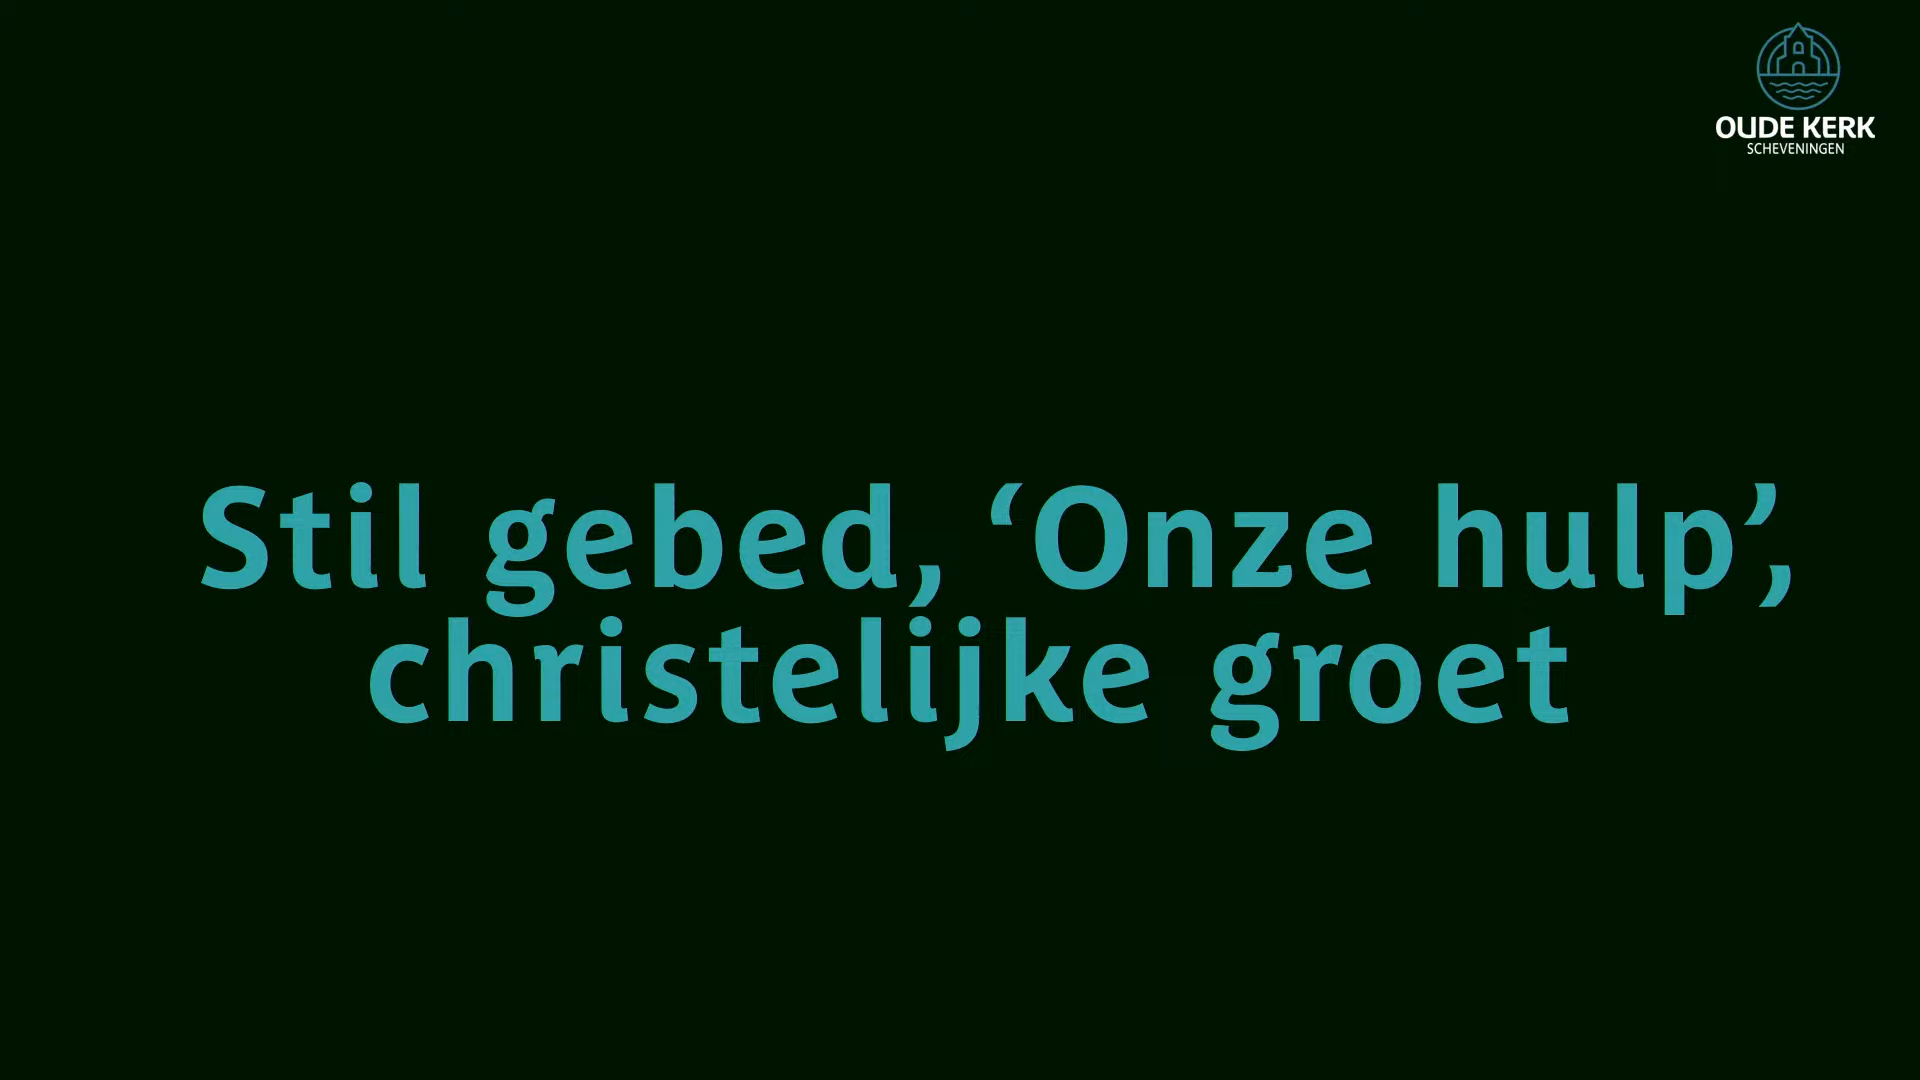 OUDE KERK
SCHEVENINGEN
Stil gebed, ‘Onze hulp’,
christelijke groet